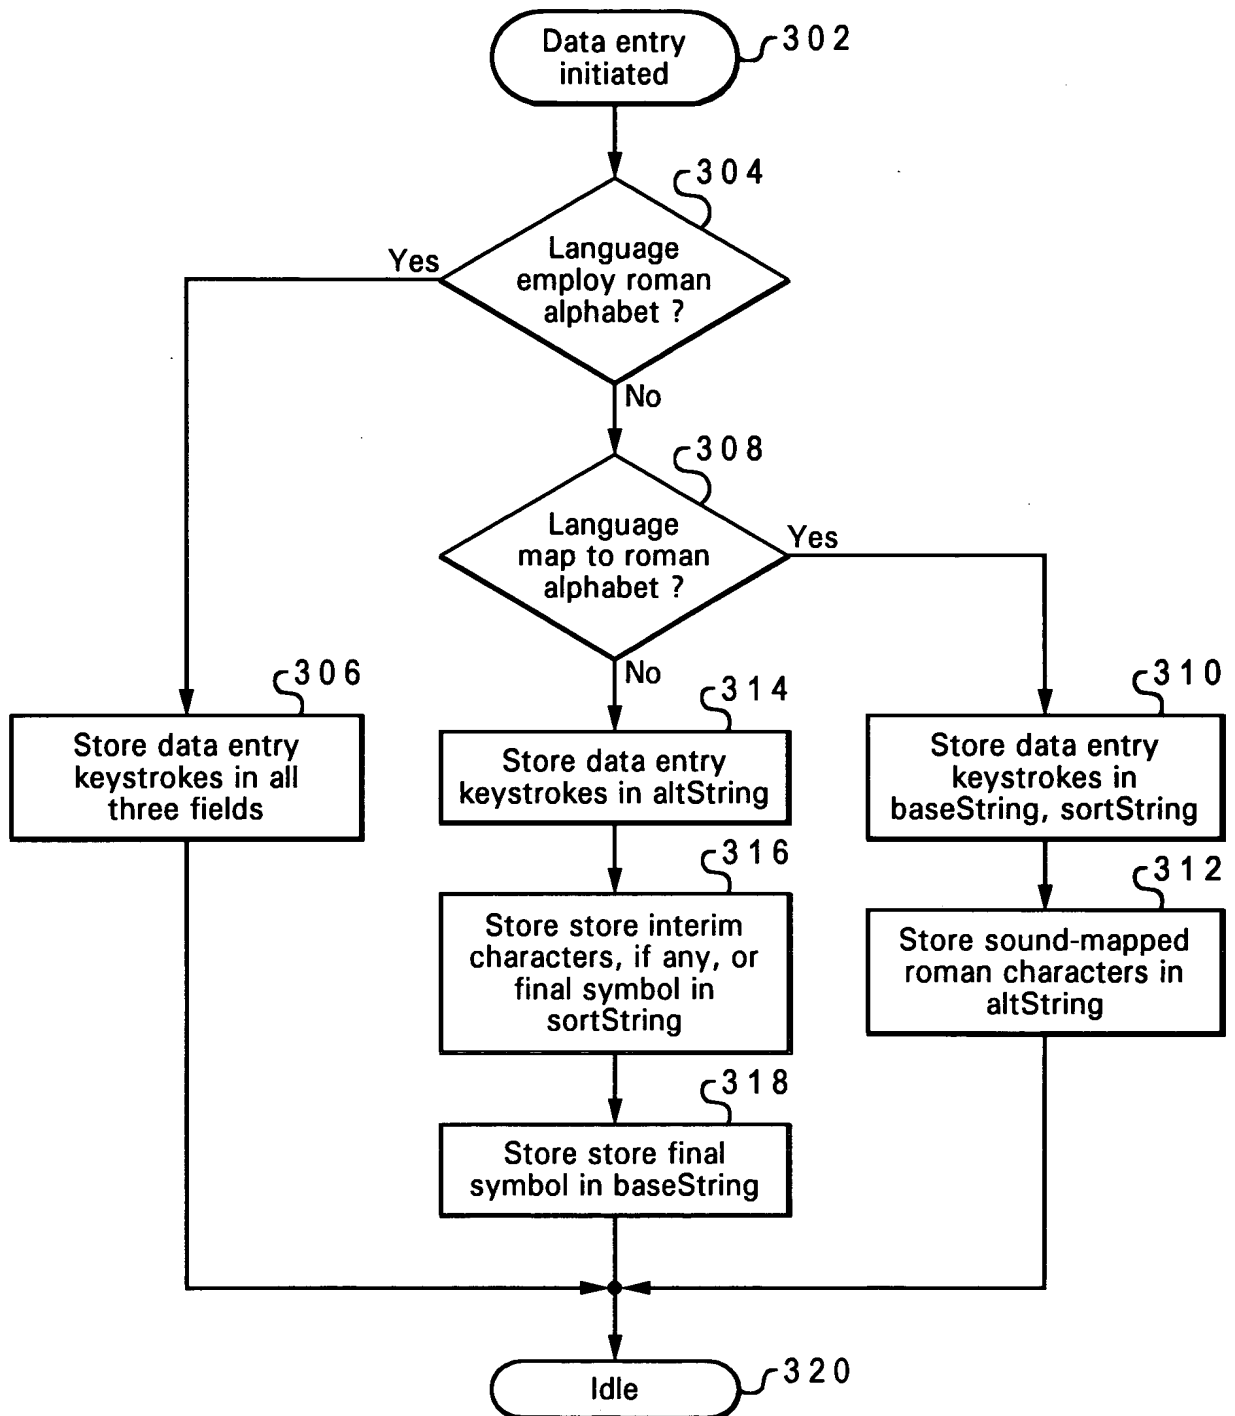 Data entry
initiated
302
304
Language
employ roman
alphabet ?
Yes
No
308
Language
map to roman
alphabet ?
Yes
No
306
Store data entry
keystrokes in all
three fields
314
Store data entry
keystrokes in altString
310
Store data entry
keystrokes in
baseString, sortString
316
Store store interim
characters, if any, or
final symbol in
sortString
312
Store sound-mapped
roman characters in
altString
318
Store store final
symbol in baseString
Idle
320